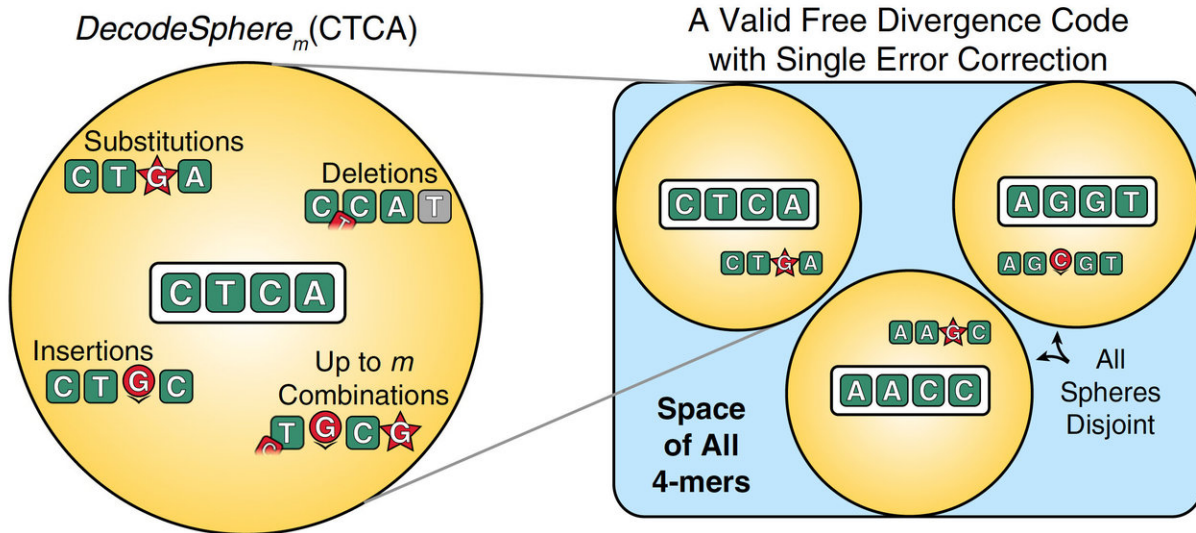 DecodeSphereₘ(CTCA)
Substitutions
C T G A
Deletions
C T C A T
C T C A
Insertions
C T G C
Up to m
Combinations
C T G C G
A Valid Free Divergence Code
with Single Error Correction
C T C A
C T G A
A G G T
A G C G T
A A G C
A A C C
All
Spheres
Disjoint
Space
of All
4-mers